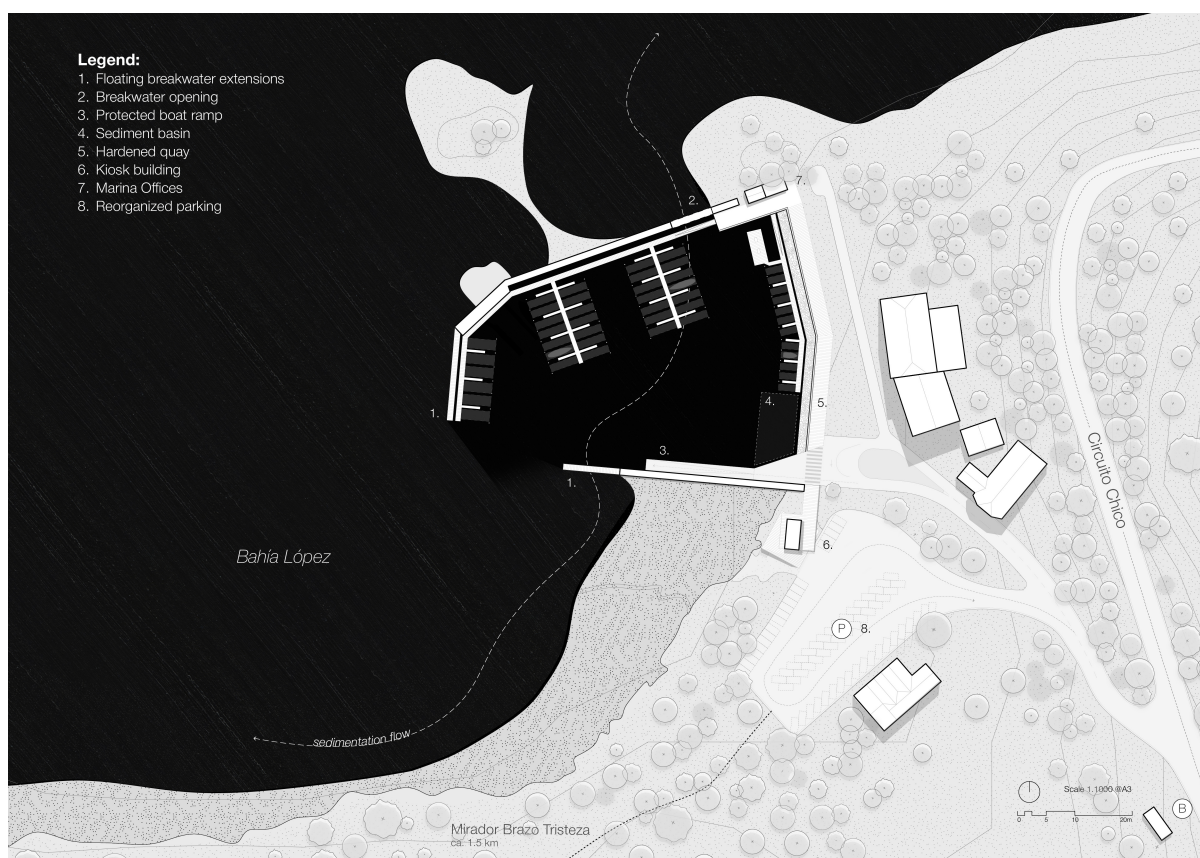 Legend:
1. Floating breakwater extensions
2. Breakwater opening
3. Protected boat ramp
4. Sediment basin
5. Hardened quay
6. Kiosk building
7. Marina Offices
8. Reorganized parking
7.
2.
1.
4.
5.
3.
1.
Circuito Chico
Bahía López
6.
P
8.
sedimentation flow
Scale 1.1000 @A3
0 5 10 20m
B
Mirador Brazo Tristeza
ca. 1.5 km